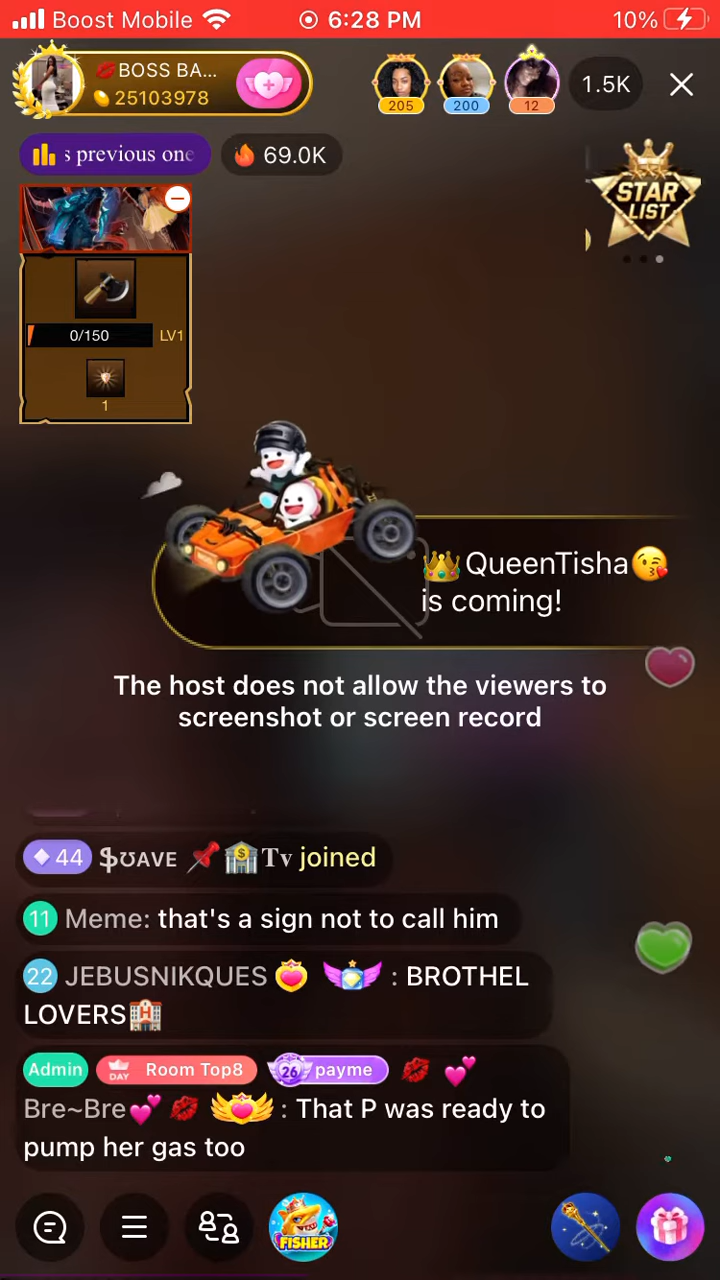 Boost Mobile
6:28 PM
10%
💋BOSS BA...
25103978
205
200
12
1.5K
s previous one
69.0K
STAR
LIST
0/150
LV1
1
👑QueenTisha😘
is coming!
The host does not allow the viewers to
screenshot or screen record
44 $ʊAVE 📌🏦Tv joined
11 Meme: that's a sign not to call him
22 JEBUSNIKQUES : BROTHEL
LOVERS🏨
Admin DAY Room Top8 26 payme 💋 💕
Bre~Bre💕 💋 : That P was ready to
pump her gas too
FISHER